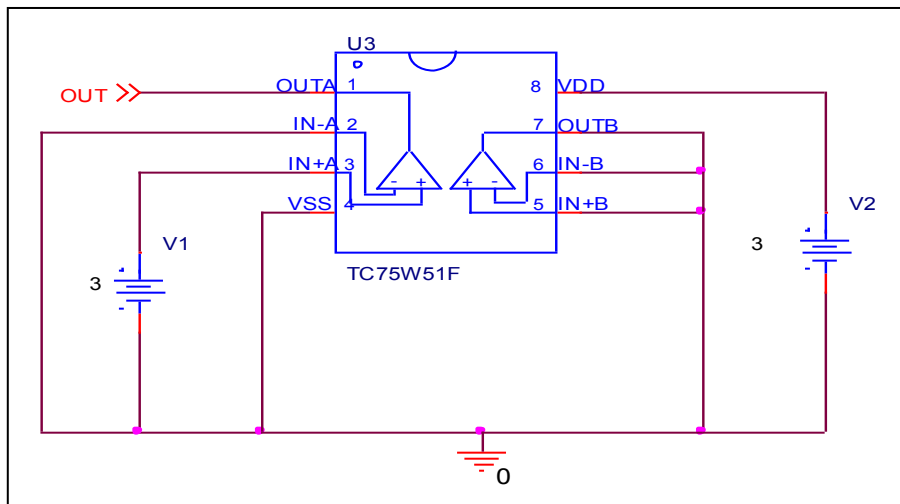 U3
OUT
OUTA 1
8 VDD
IN-A 2
7 OUTB
IN+A 3
6 IN-B
VSS 4
5 IN+B
- +
+ -
V1
V2
3
3
TC75W51F
0